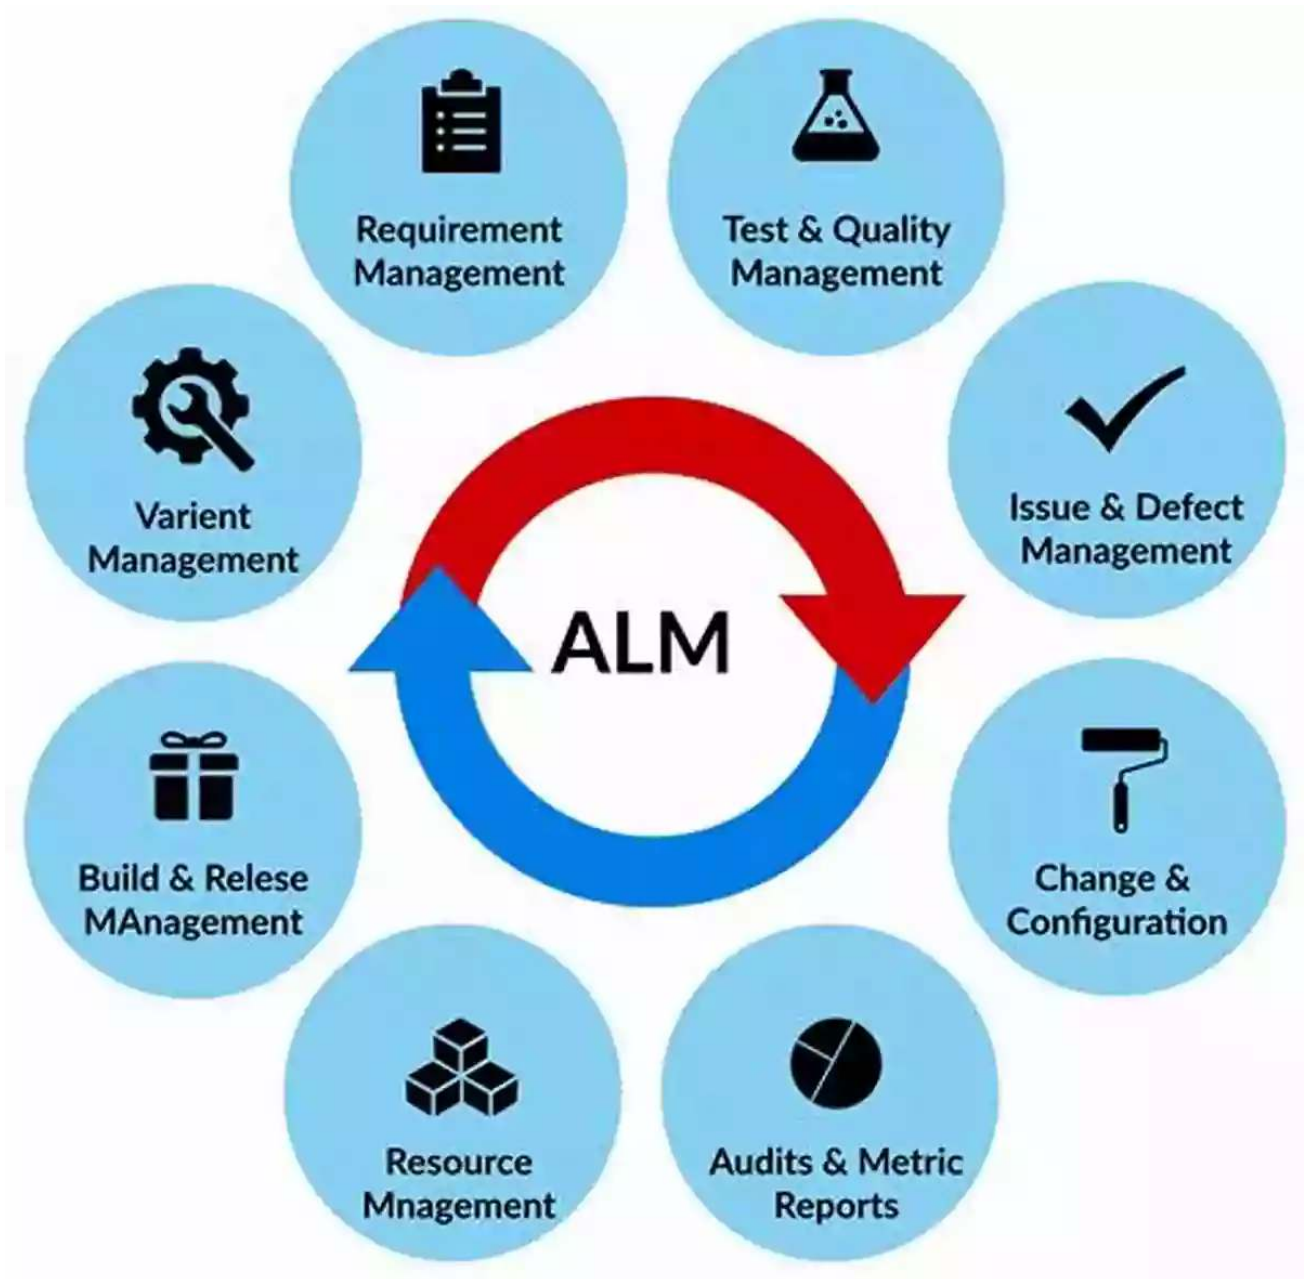 Requirement
Management
Test & Quality
Management
Issue & Defect
Management
Change &
Configuration
Audits & Metric
Reports
Resource
Mnagement
Build & Relese
MAnagement
Varient
Management
ALM